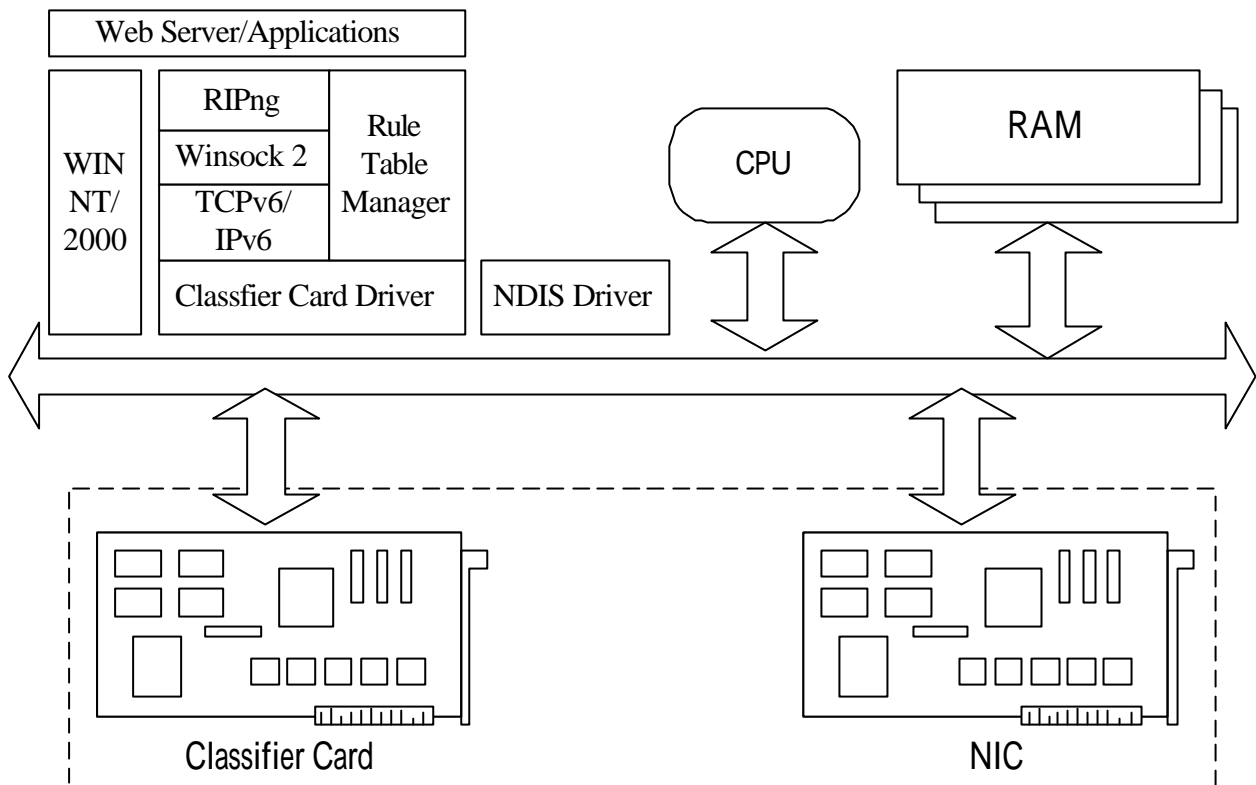 Web Server/Applications
WIN
NT/
2000
RIPng
Winsock 2
TCPv6/
IPv6
Rule
Table
Manager
Classfier Card Driver
NDIS Driver
CPU
RAM
Classifier Card
NIC